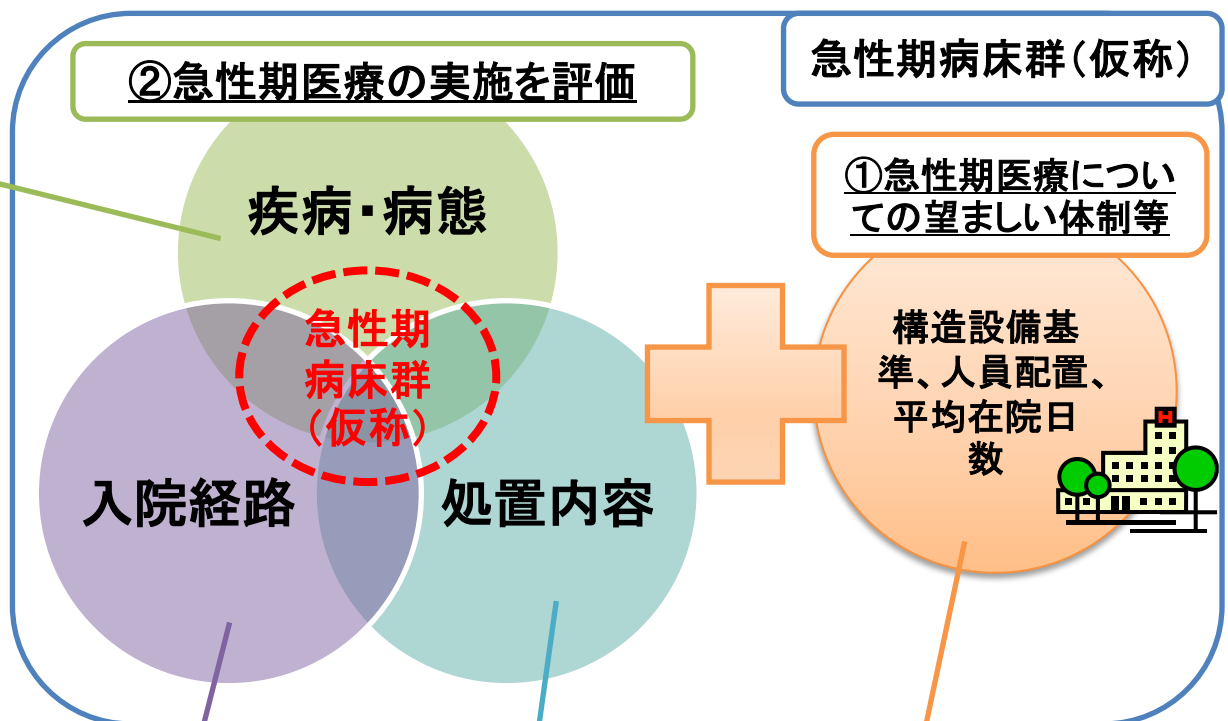 急性期病床群(仮称)
②急性期医療の実施を評価
①急性期医療につい
ての望ましい体制等
疾病・病態
急性期
病床群
(仮称)
入院経路
処置内容
構造設備基
準、人員配置、
平均在院日
数
H